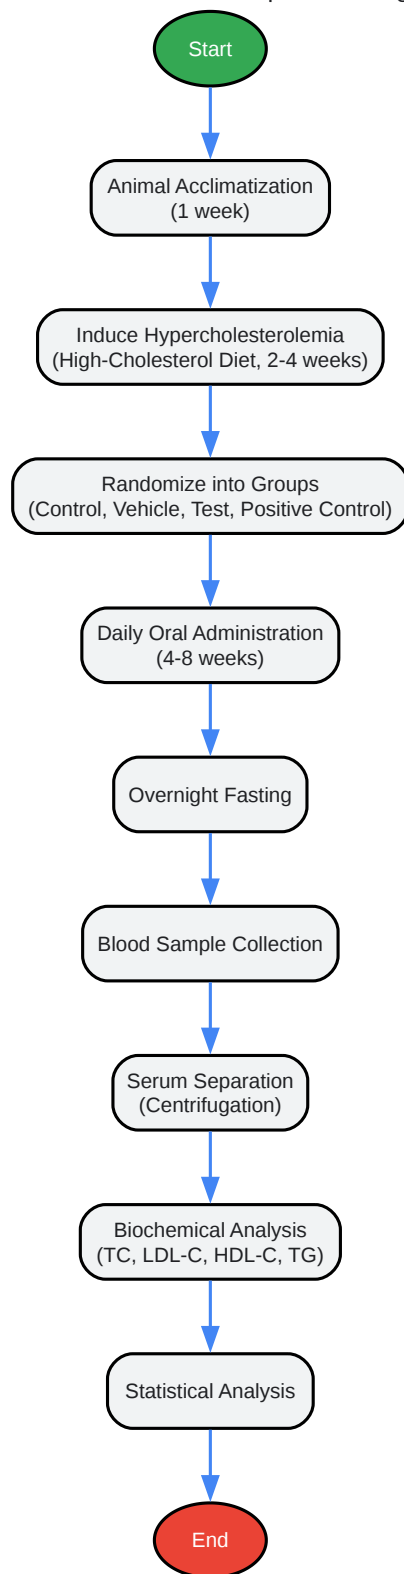 Start
Animal Acclimatization
(1 week)
Induce Hypercholesterolemia
(High-Cholesterol Diet, 2-4 weeks)
Randomize into Groups
(Control, Vehicle, Test, Positive Control)
Daily Oral Administration
(4-8 weeks)
Overnight Fasting
Blood Sample Collection
Serum Separation
(Centrifugation)
Biochemical Analysis
(TC, LDL-C, HDL-C, TG)
Statistical Analysis
End